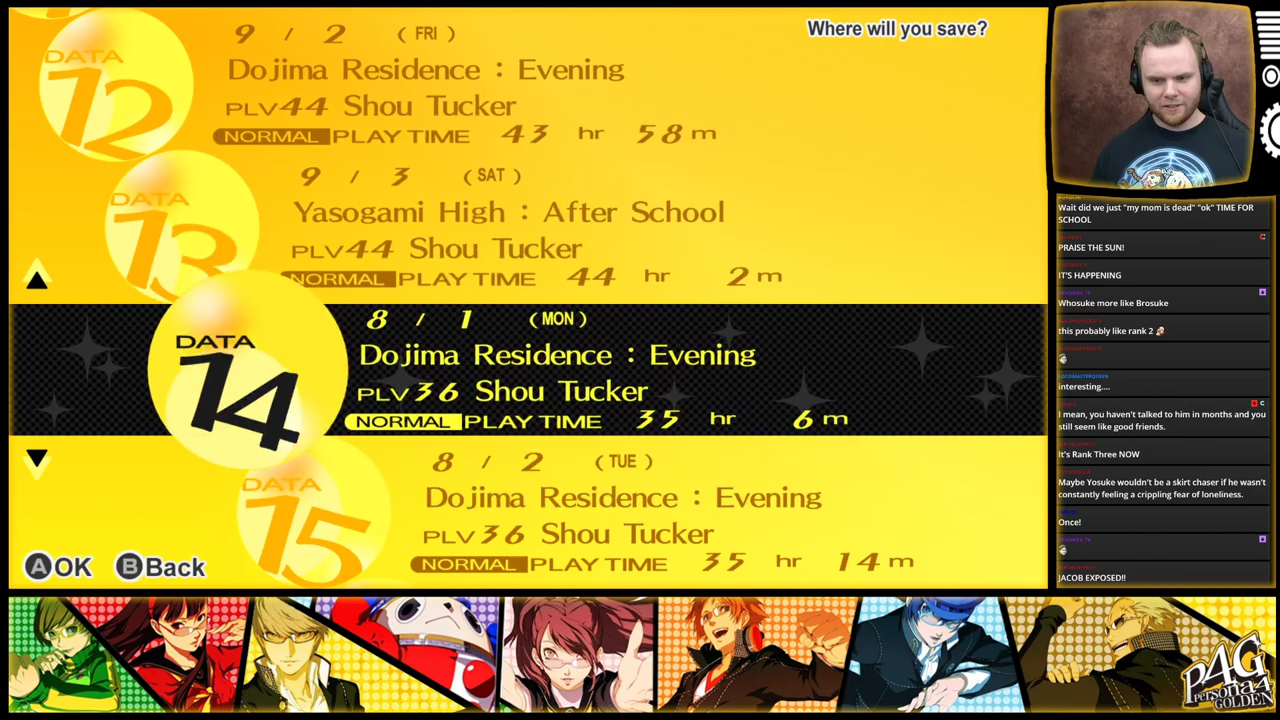 Where will you save?
DATA 12
9 / 2 (FRI)
Dojima Residence : Evening
PLV44 Shou Tucker
NORMAL PLAY TIME 43 hr 58 m
DATA 13
9 / 3 (SAT)
Yasogami High : After School
PLV44 Shou Tucker
NORMAL PLAY TIME 44 hr 2 m
DATA 14
8 / 1 (MON)
Dojima Residence : Evening
PLV36 Shou Tucker
NORMAL PLAY TIME 35 hr 6 m
DATA 15
8 / 2 (TUE)
Dojima Residence : Evening
PLV36 Shou Tucker
NORMAL PLAY TIME 35 hr 14 m
A OK B Back
Wait did we just "my mom is dead" "ok" TIME FOR
SCHOOL
PRAISE THE SUN!
IT'S HAPPENING
Whosuke more like Brosuke
this probably like rank 2
interesting....
I mean, you haven't talked to him in months and you
still seem like good friends.
It's Rank Three NOW
Maybe Yosuke wouldn't be a skirt chaser if he wasn't
constantly feeling a crippling fear of loneliness.
Once!
JACOB EXPOSED!!
P4G
Persona4
GOLDEN